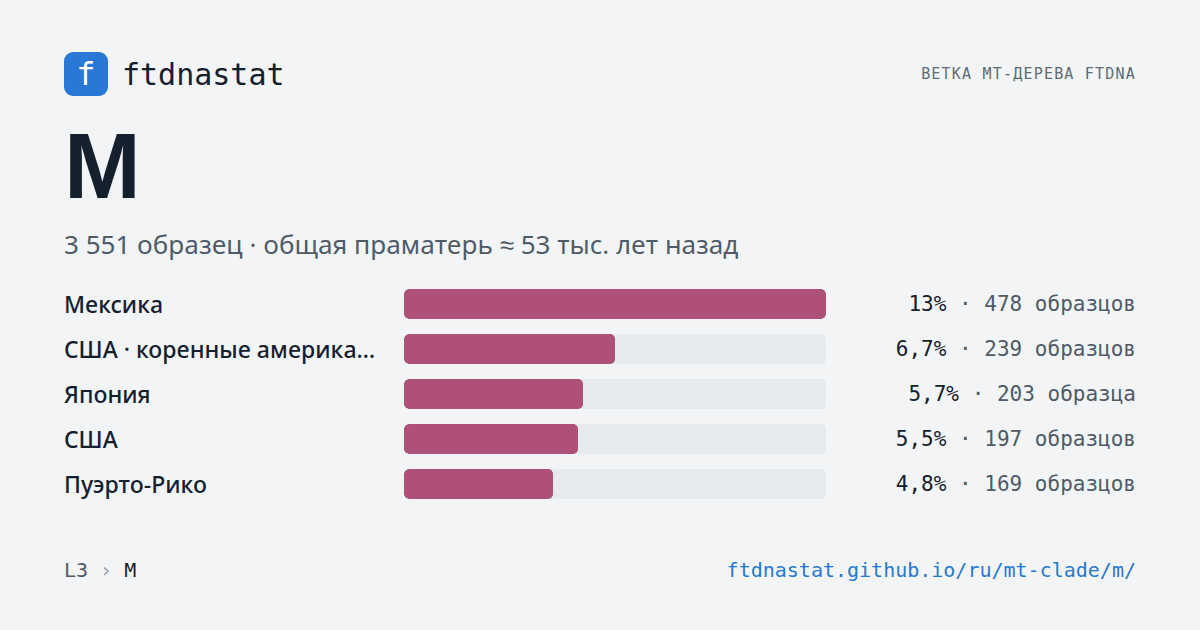 f ftdnastat
ВЕТКА МТ-ДЕРЕВА FTDNA
M
3 551 образец · общая праматерь ≈ 53 тыс. лет назад
Мексика 13% · 478 образцов
США · коренные америка… 6,7% · 239 образцов
Япония 5,7% · 203 образца
США 5,5% · 197 образцов
Пуэрто-Рико 4,8% · 169 образцов
L3 › M
ftdnastat.github.io/ru/mt-clade/m/